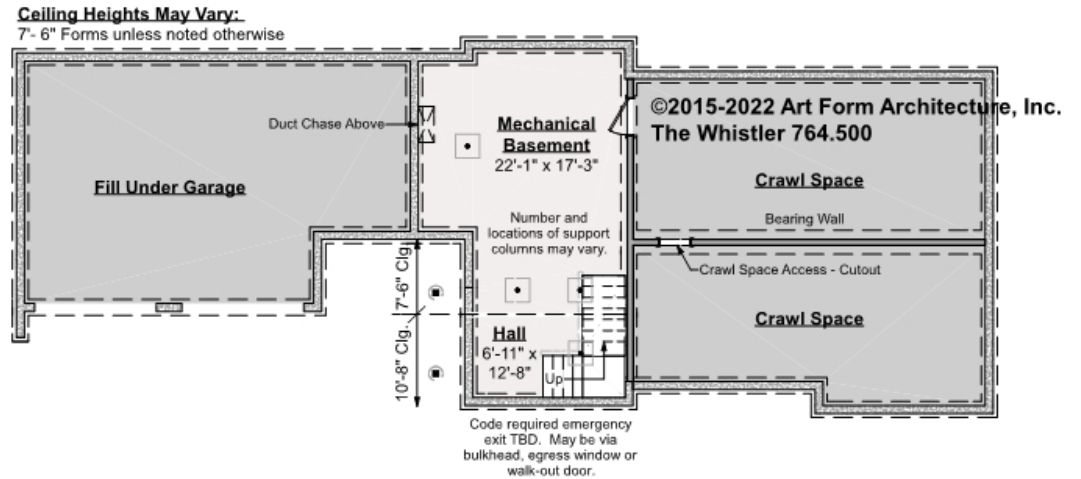 Ceiling Heights May Vary:
7'- 6" Forms unless noted otherwise
©2015-2022 Art Form Architecture, Inc.
The Whistler 764.500
Duct Chase Above
Mechanical
Basement
22'-1" x 17'-3"
Fill Under Garage
Crawl Space
Number and
locations of support
columns may vary.
Bearing Wall
7'-6" Clg.
Crawl Space Access - Cutout
Crawl Space
Hall
6'-11" x
12'-8"
10'-8" Clg.
Up
Code required emergency
exit TBD. May be via
bulkhead, egress window or
walk-out door.